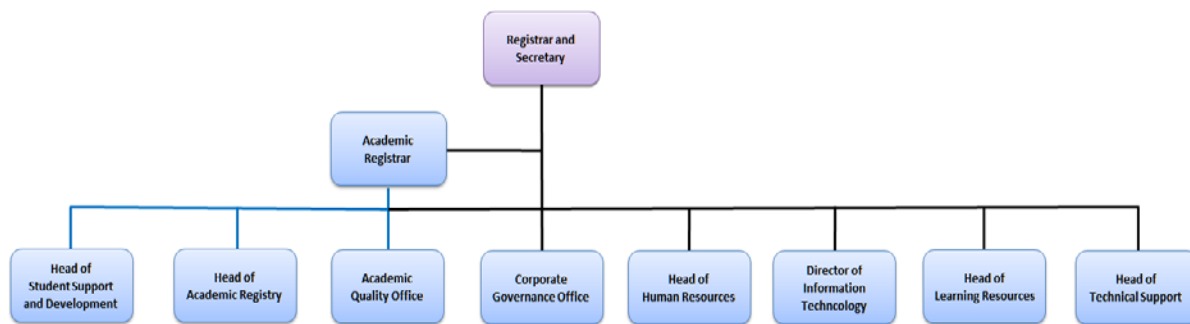 Registrar and
Secretary
Academic
Registrar
Head of
Student Support
and Development
Head of
Academic Registry
Academic
Quality Office
Corporate
Governance Office
Head of
Human Resources
Director of
Information
Techncology
Head of
Learning Resources
Head of
Technical Support